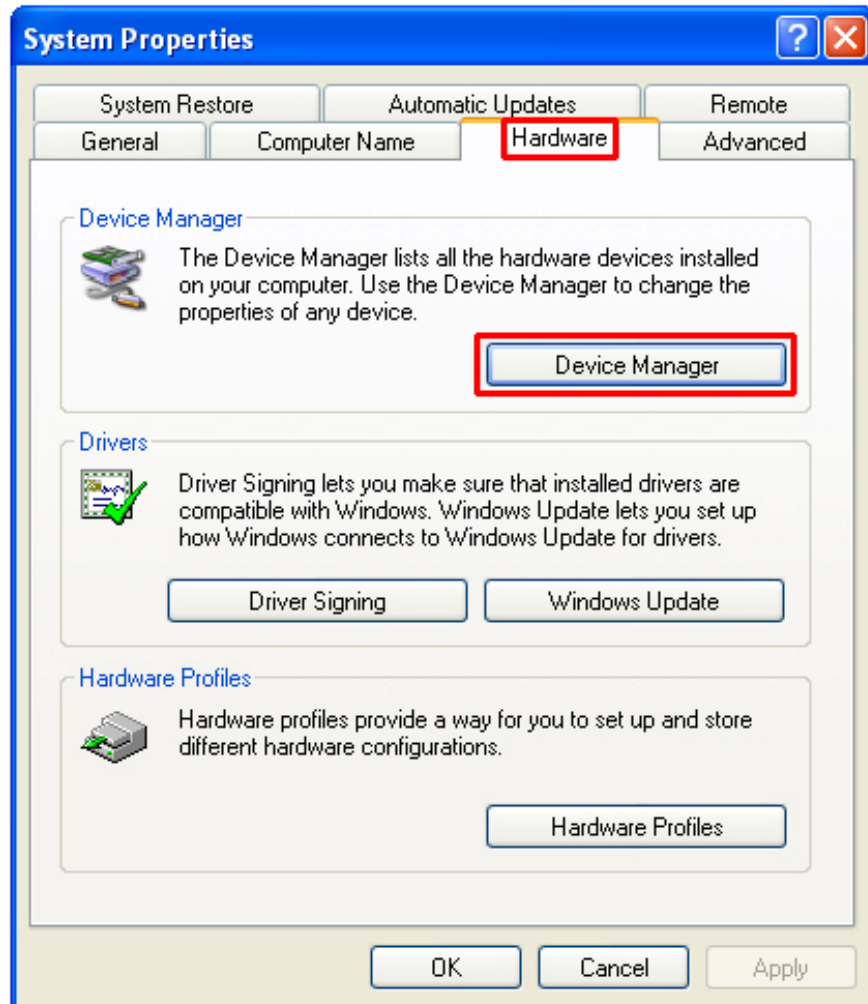 System Properties
System Restore Automatic Updates Remote
General Computer Name Hardware Advanced
Device Manager
The Device Manager lists all the hardware devices installed
on your computer. Use the Device Manager to change the
properties of any device.
Device Manager
Drivers
Driver Signing lets you make sure that installed drivers are
compatible with Windows. Windows Update lets you set up
how Windows connects to Windows Update for drivers.
Driver Signing Windows Update
Hardware Profiles
Hardware profiles provide a way for you to set up and store
different hardware configurations.
Hardware Profiles
OK Cancel Apply